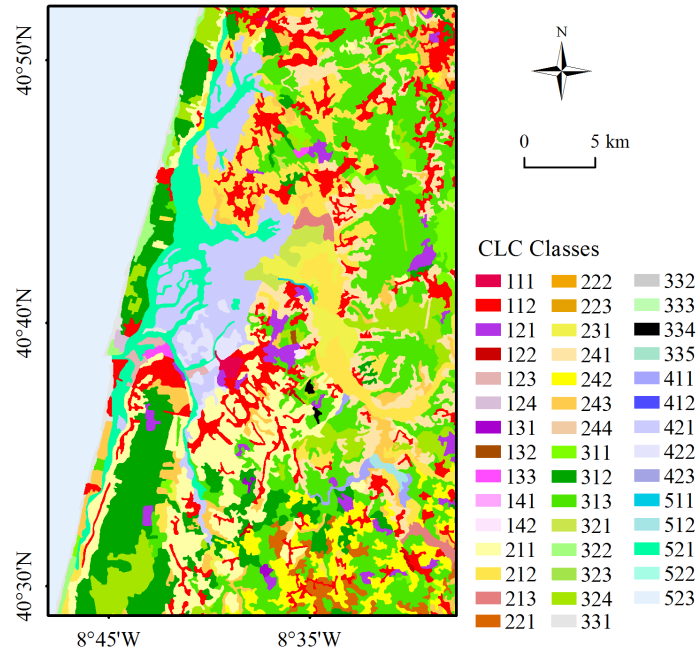 40°50'N
40°40'N
40°30'N
8°45'W
8°35'W
N
0 5 km
CLC Classes
111 222 332
112 223 333
121 231 334
122 241 335
123 242 411
124 243 412
131 244 421
132 311 422
133 312 423
141 313 511
142 321 512
211 322 521
212 323 522
213 324 523
221 331